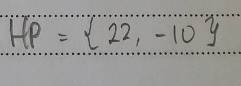 HP = { 22, -10 }